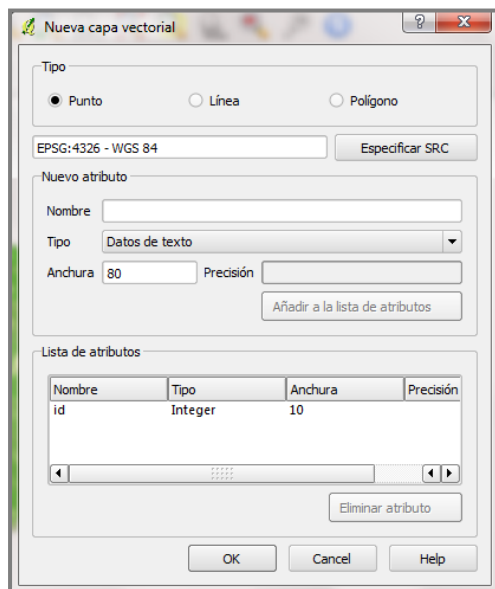 Nueva capa vectorial
Tipo
Punto Línea Polígono
EPSG:4326 - WGS 84 Especificar SRC
Nuevo atributo
Nombre
Tipo Datos de texto
Anchura 80 Precisión
Añadir a la lista de atributos
Lista de atributos
Nombre Tipo Anchura Precisión
id Integer 10
Eliminar atributo
OK Cancel Help